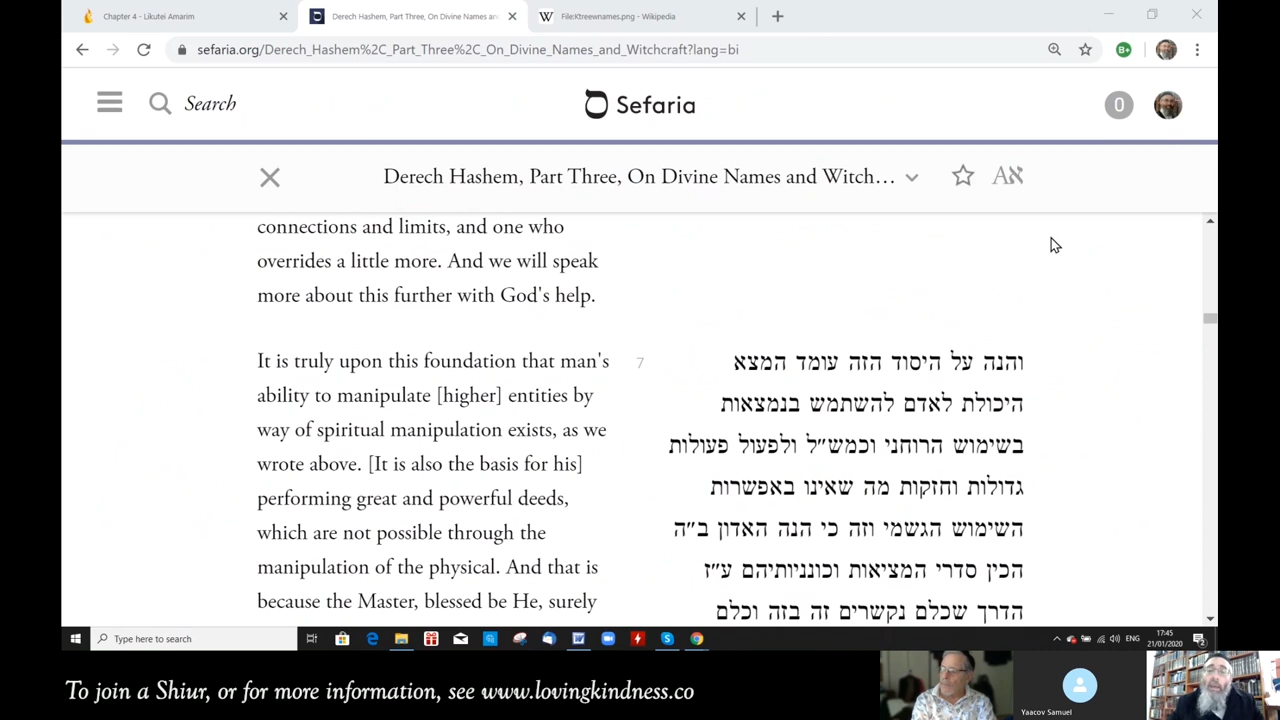 Chapter 4 - Likutei Amarim
Derech Hashem, Part Three, On Divine Names and
File:Ktreewnames.png - Wikipedia
sefaria.org/Derech_Hashem%2C_Part_Three%2C_On_Divine_Names_and_Witchcraft?lang=bi
Search
Sefaria
0
Derech Hashem, Part Three, On Divine Names and Witch…
connections and limits, and one who
overrides a little more. And we will speak
more about this further with God's help.
It is truly upon this foundation that man's
ability to manipulate [higher] entities by
way of spiritual manipulation exists, as we
wrote above. [It is also the basis for his]
performing great and powerful deeds,
which are not possible through the
manipulation of the physical. And that is
because the Master, blessed be He, surely
7
והנה על היסוד הזה עומד המצא
היכולת לאדם להשתמש בנמצאות
בשימוש הרוחני וכמש״ל ולפעול פעולות
גדולות וחזקות מה שאינו באפשרות
השימוש הגשמי וזה כי הנה האדון ב״ה
הכין סדרי המציאות וכונניותיהם ע״ז
הדרך שכלם נקשרים זה בזה וכלם
Type here to search
ENG
17:45
21/01/2020
2
To join a Shiur, or for more information, see www.lovingkindness.co
Yaacov Samuel